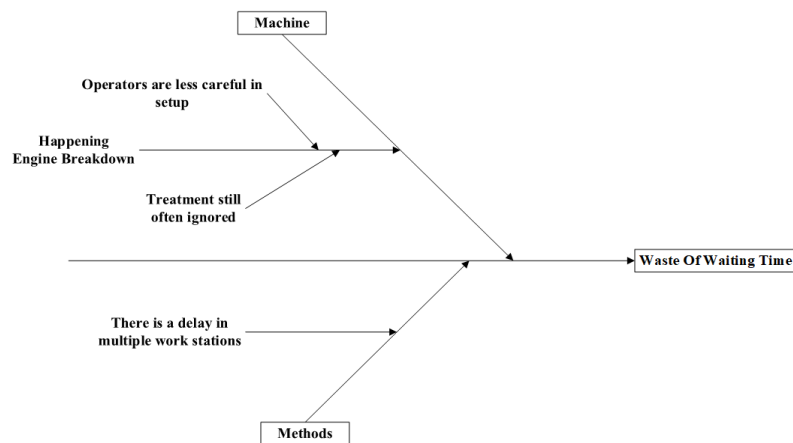 Machine
Operators are less careful in
setup
Happening
Engine Breakdown
Treatment still
often ignored
Waste Of Waiting Time
There is a delay in
multiple work stations
Methods